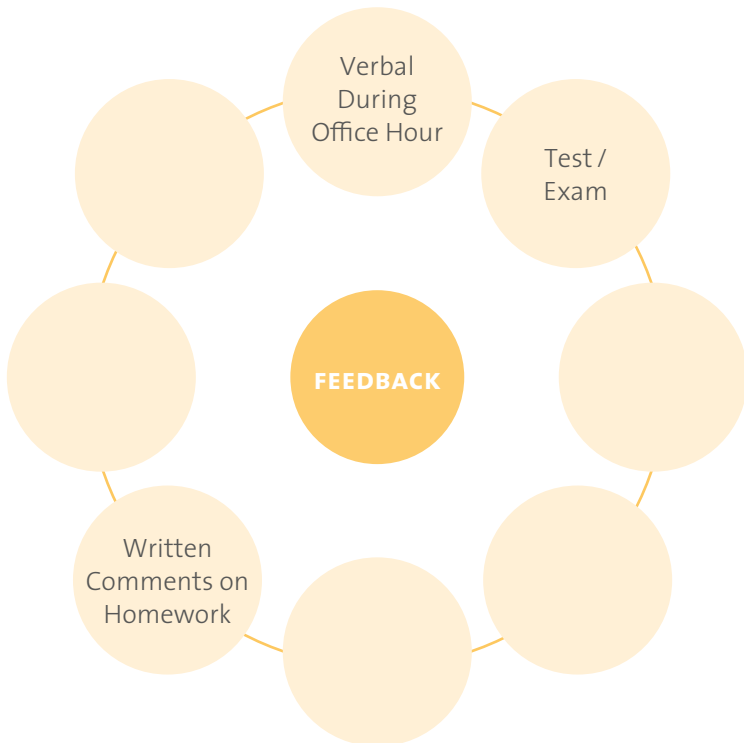 Verbal
During
Office Hour
Test /
Exam
FEEDBACK
Written
Comments on
Homework